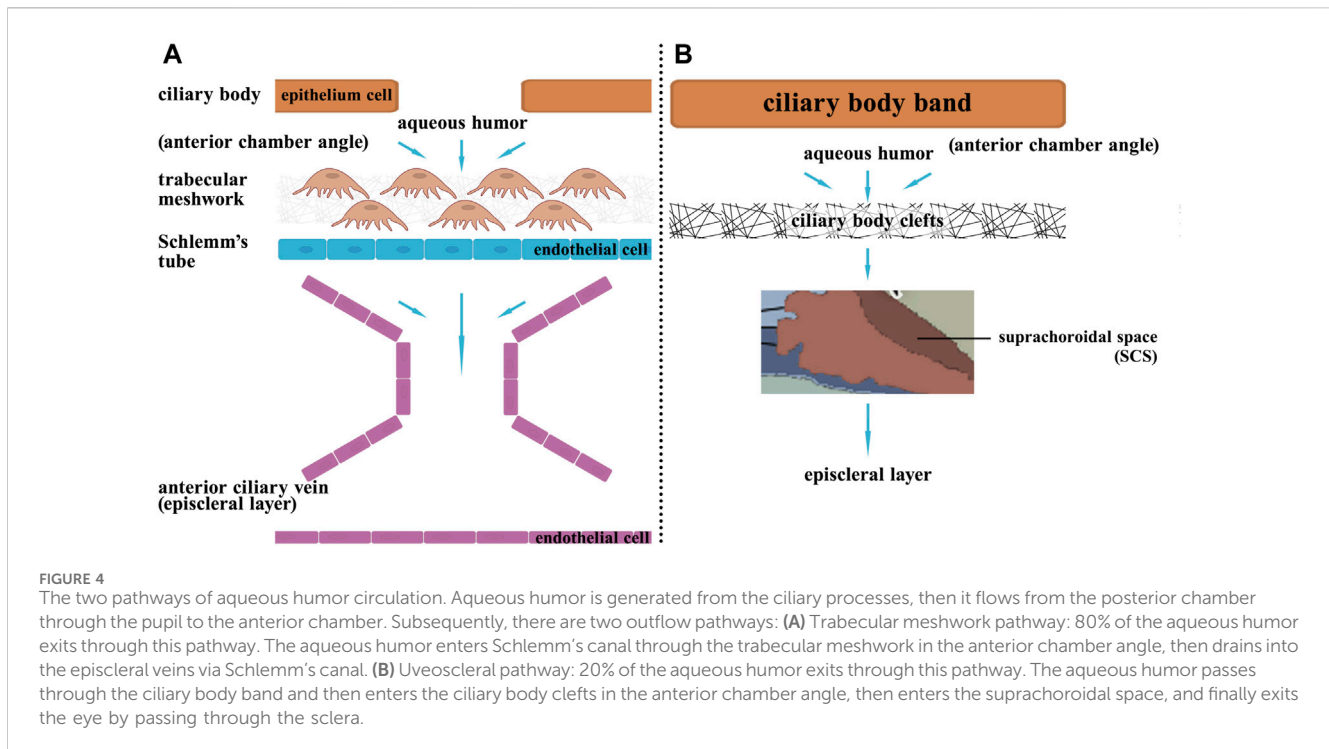 A
B
ciliary body
epithelium cell
ciliary body band
aqueous humor
(anterior chamber angle)
(anterior chamber angle)
aqueous humor
trabecular
meshwork
ciliary body clefts
Schlemm's
tube
endothelial cell
suprachoroidal space
(SCS)
episcleral layer
anterior ciliary vein
(episcleral layer)
endothelial cell
FIGURE 4
The two pathways of aqueous humor circulation. Aqueous humor is generated from the ciliary processes, then it flows from the posterior chamber
through the pupil to the anterior chamber. Subsequently, there are two outflow pathways: (A) Trabecular meshwork pathway: 80% of the aqueous humor
exits through this pathway. The aqueous humor enters Schlemm's canal through the trabecular meshwork in the anterior chamber angle, then drains into
the episcleral veins via Schlemm's canal. (B) Uveoscleral pathway: 20% of the aqueous humor exits through this pathway. The aqueous humor passes
through the ciliary body band and then enters the ciliary body clefts in the anterior chamber angle, then enters the suprachoroidal space, and finally exits
the eye by passing through the sclera.